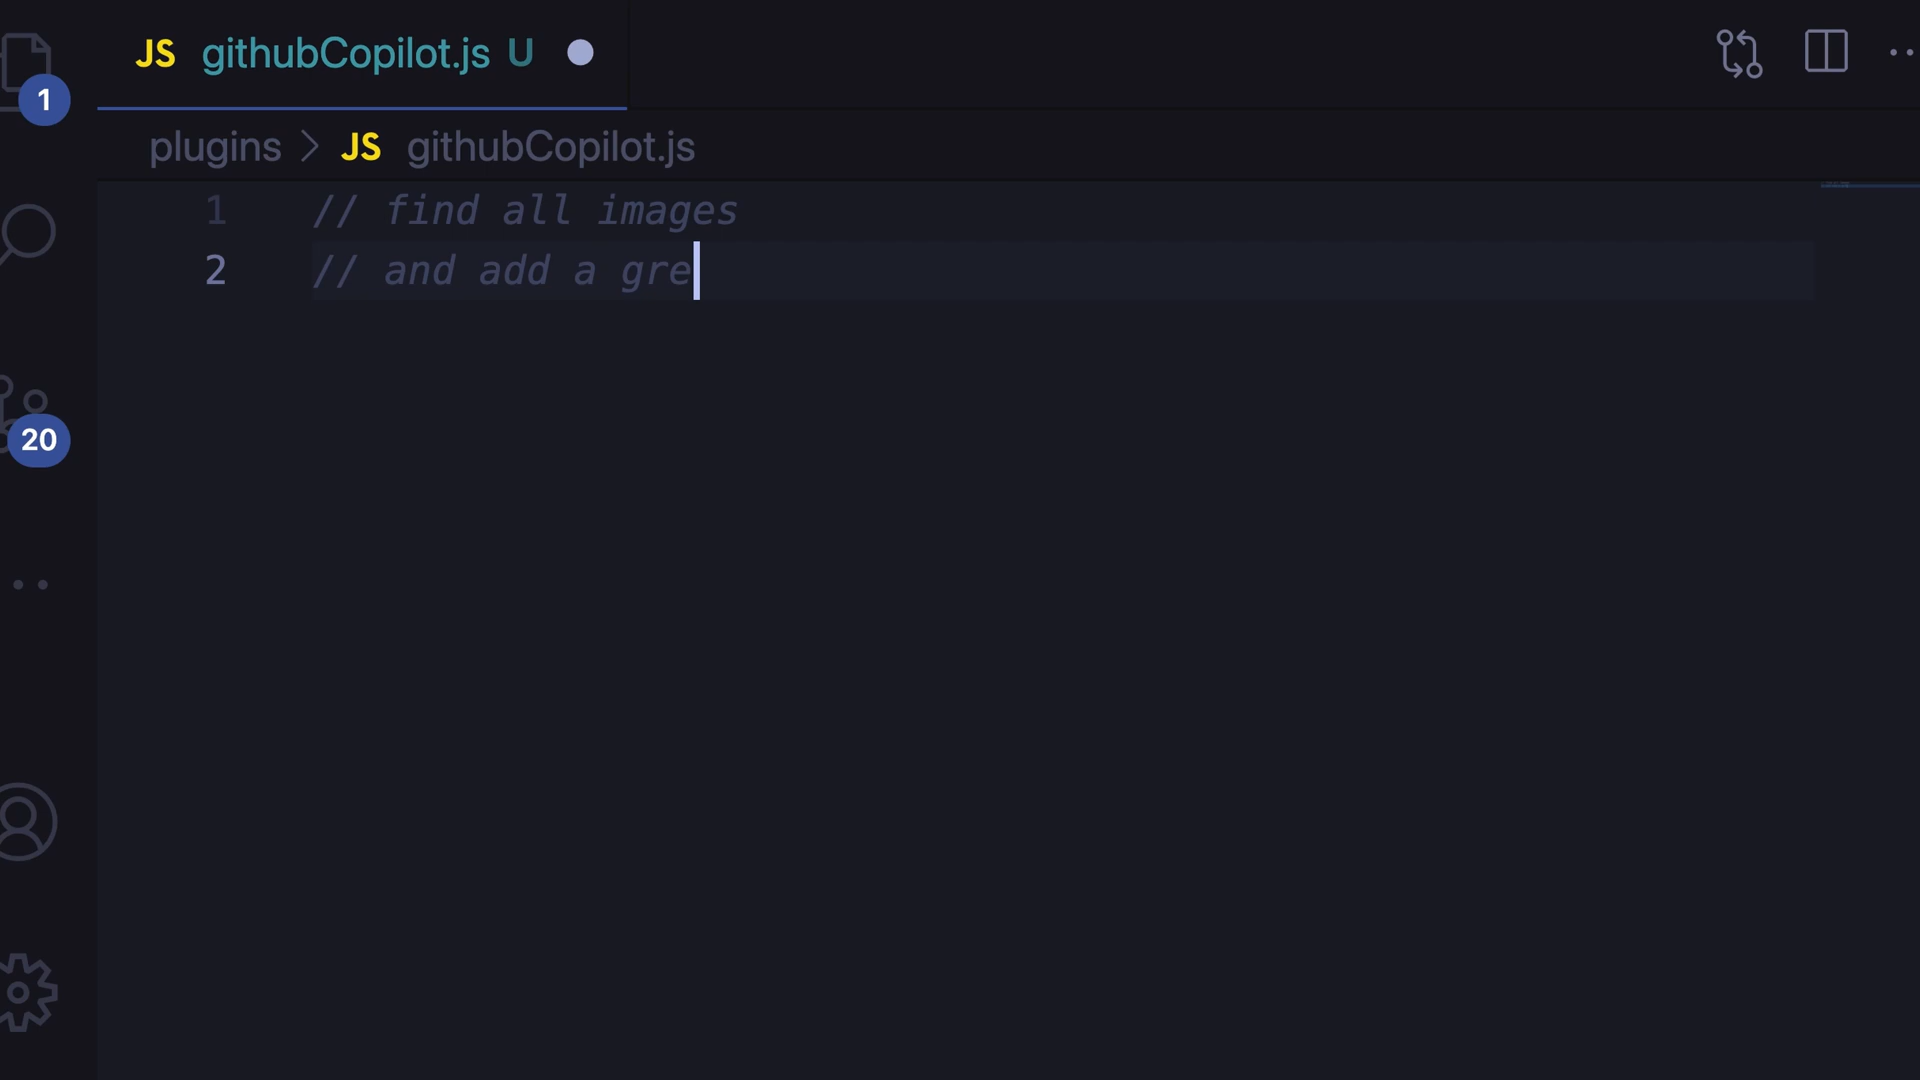 JS githubCopilot.js U
1
plugins > JS githubCopilot.js
1 // find all images
2 // and add a gre
20